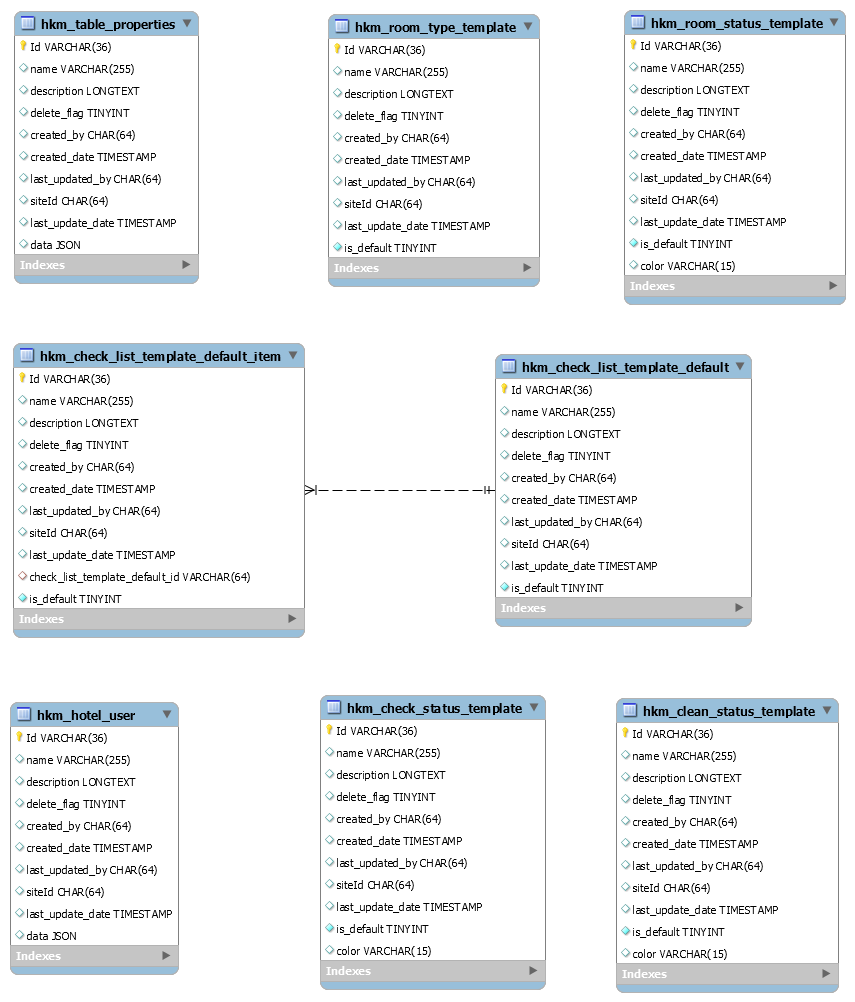 hkm_table_properties
Id VARCHAR(36)
name VARCHAR(255)
description LONGTEXT
delete_flag TINYINT
created_by CHAR(64)
created_date TIMESTAMP
last_updated_by CHAR(64)
siteId CHAR(64)
last_update_date TIMESTAMP
data JSON
Indexes
hkm_room_type_template
Id VARCHAR(36)
name VARCHAR(255)
description LONGTEXT
delete_flag TINYINT
created_by CHAR(64)
created_date TIMESTAMP
last_updated_by CHAR(64)
siteId CHAR(64)
last_update_date TIMESTAMP
is_default TINYINT
Indexes
hkm_room_status_template
Id VARCHAR(36)
name VARCHAR(255)
description LONGTEXT
delete_flag TINYINT
created_by CHAR(64)
created_date TIMESTAMP
last_updated_by CHAR(64)
siteId CHAR(64)
last_update_date TIMESTAMP
is_default TINYINT
color VARCHAR(15)
Indexes
hkm_check_list_template_default_item
Id VARCHAR(36)
name VARCHAR(255)
description LONGTEXT
delete_flag TINYINT
created_by CHAR(64)
created_date TIMESTAMP
last_updated_by CHAR(64)
siteId CHAR(64)
last_update_date TIMESTAMP
check_list_template_default_id VARCHAR(64)
is_default TINYINT
Indexes
hkm_check_list_template_default
Id VARCHAR(36)
name VARCHAR(255)
description LONGTEXT
delete_flag TINYINT
created_by CHAR(64)
created_date TIMESTAMP
last_updated_by CHAR(64)
siteId CHAR(64)
last_update_date TIMESTAMP
is_default TINYINT
Indexes
hkm_hotel_user
Id VARCHAR(36)
name VARCHAR(255)
description LONGTEXT
delete_flag TINYINT
created_by CHAR(64)
created_date TIMESTAMP
last_updated_by CHAR(64)
siteId CHAR(64)
last_update_date TIMESTAMP
data JSON
Indexes
hkm_check_status_template
Id VARCHAR(36)
name VARCHAR(255)
description LONGTEXT
delete_flag TINYINT
created_by CHAR(64)
created_date TIMESTAMP
last_updated_by CHAR(64)
siteId CHAR(64)
last_update_date TIMESTAMP
is_default TINYINT
color VARCHAR(15)
Indexes
hkm_clean_status_template
Id VARCHAR(36)
name VARCHAR(255)
description LONGTEXT
delete_flag TINYINT
created_by CHAR(64)
created_date TIMESTAMP
last_updated_by CHAR(64)
siteId CHAR(64)
last_update_date TIMESTAMP
is_default TINYINT
color VARCHAR(15)
Indexes